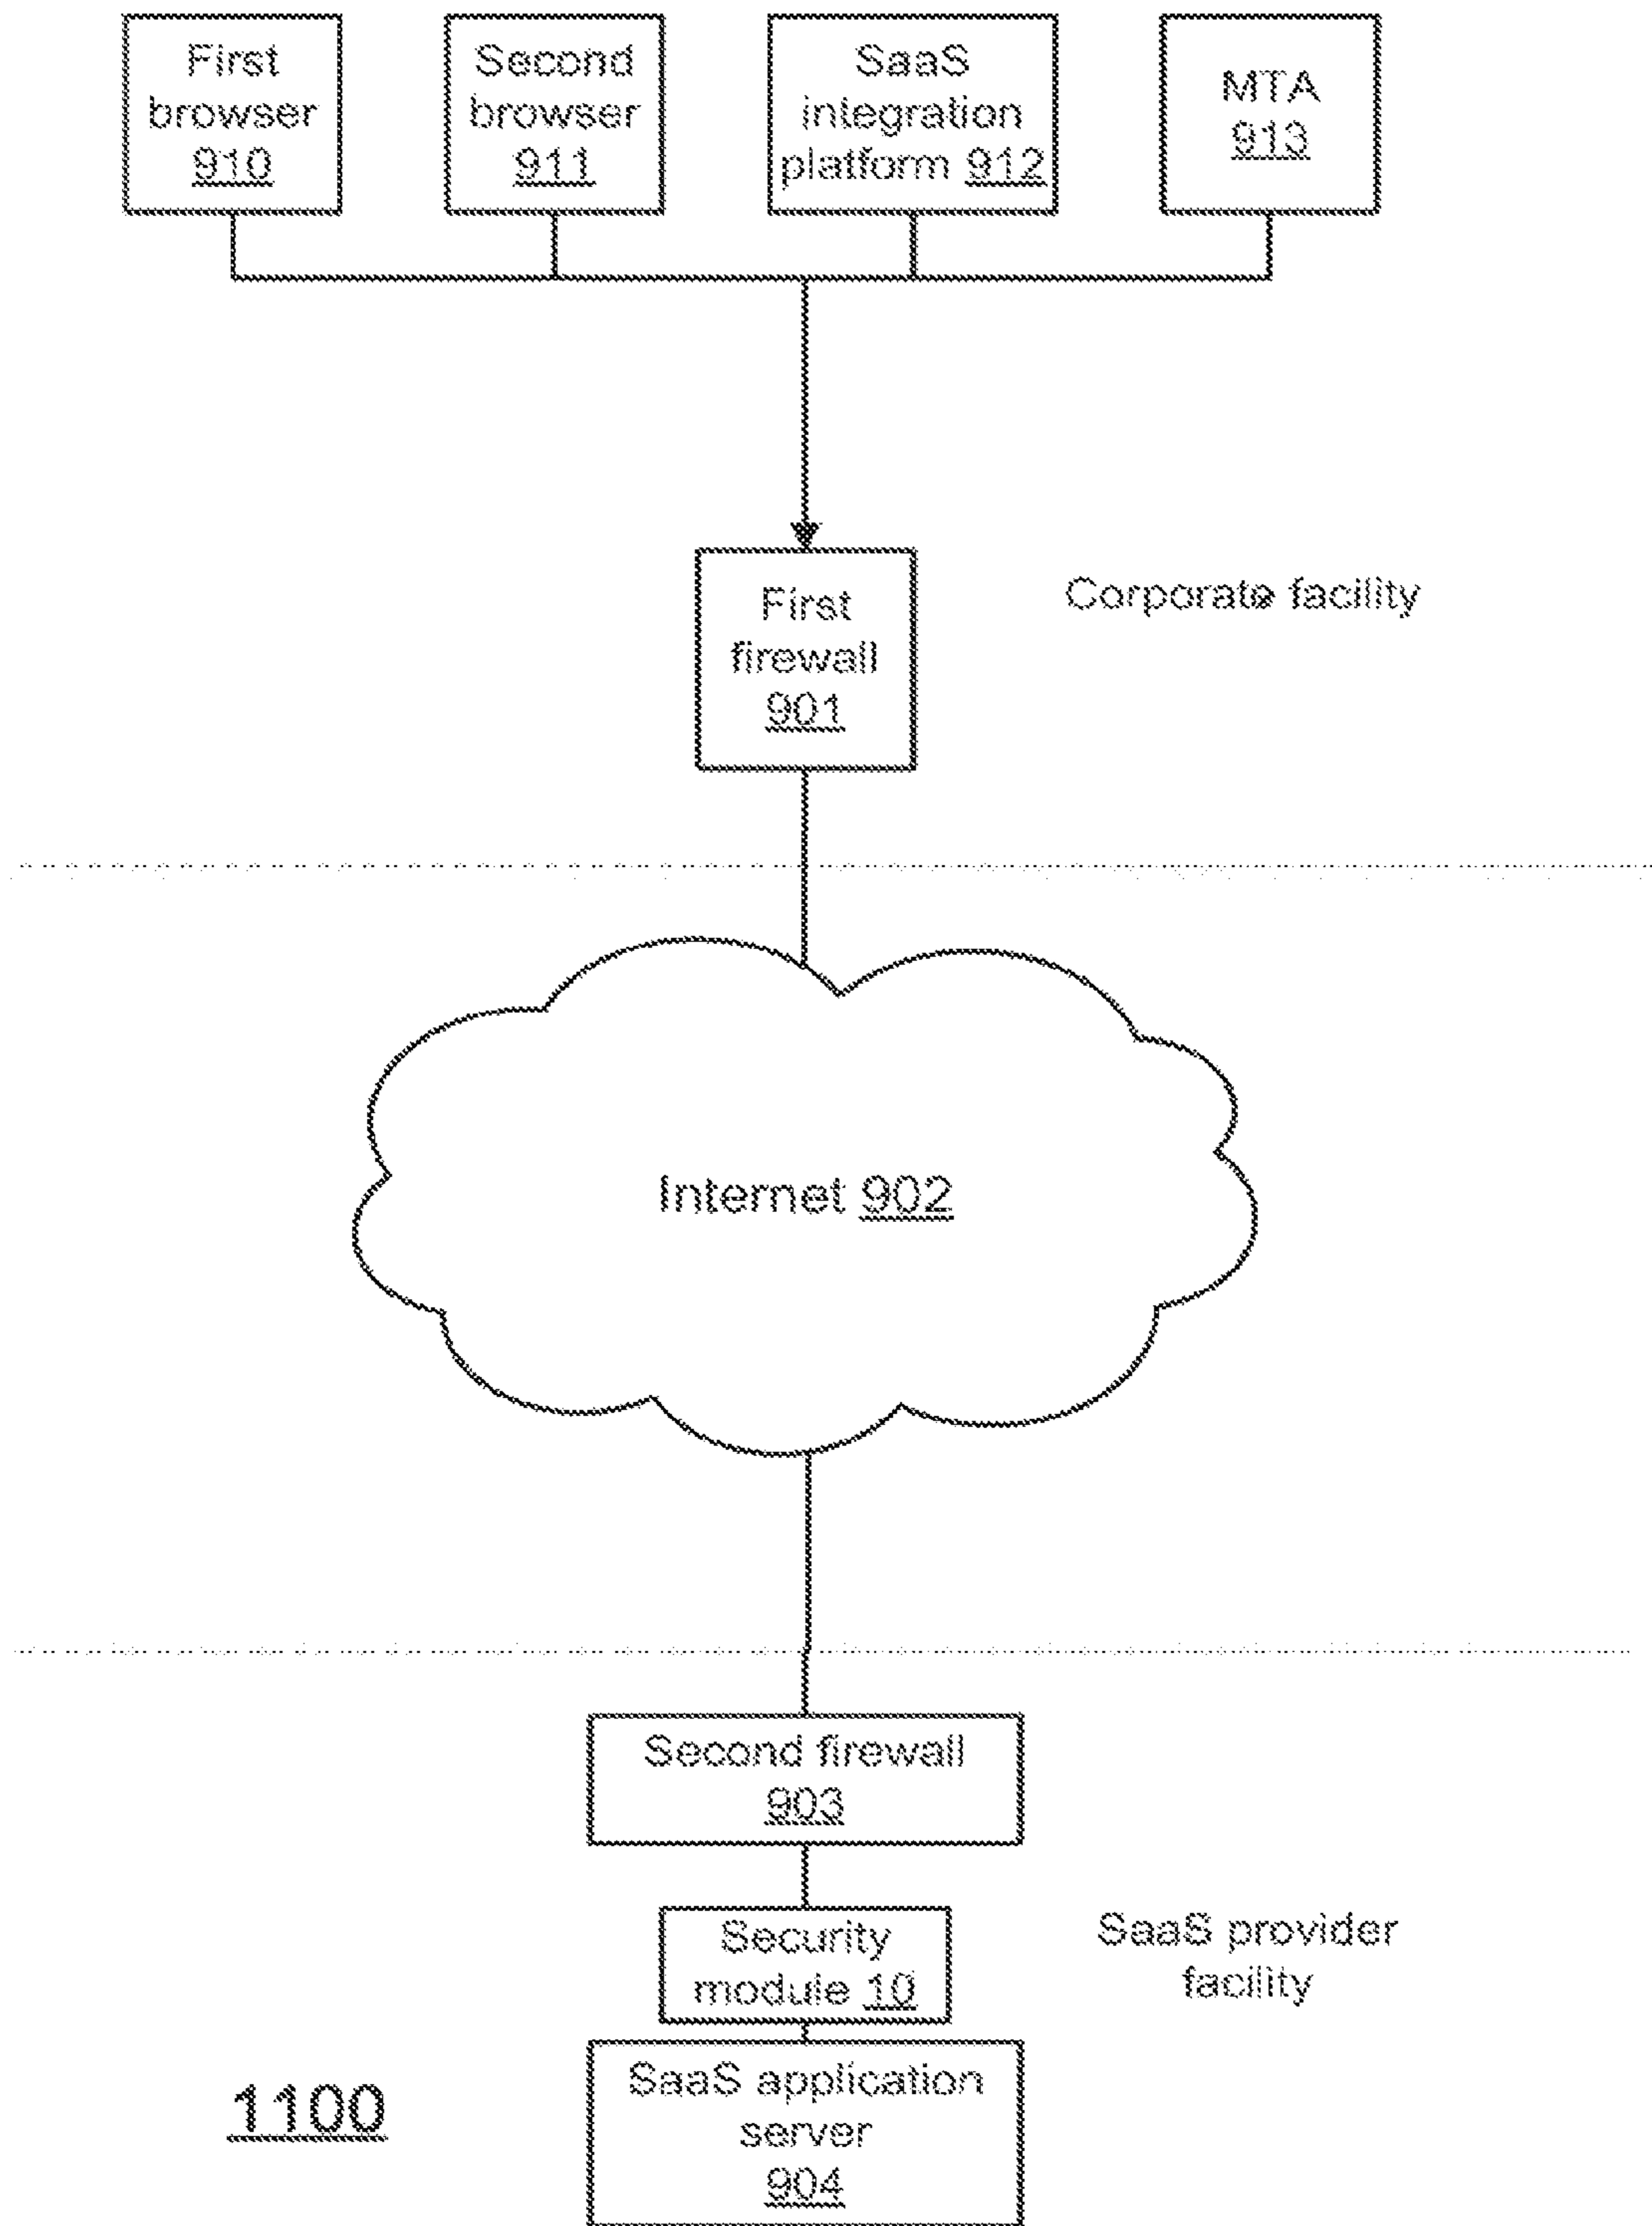 First
browser
910
Second
browser
911
SaaS
integration
platform 912
MTA
913
First
firewall
901
Corporate facility
Internet 902
Second firewall
903
Security
module 10
SaaS provider
facility
SaaS application
server
904
1100